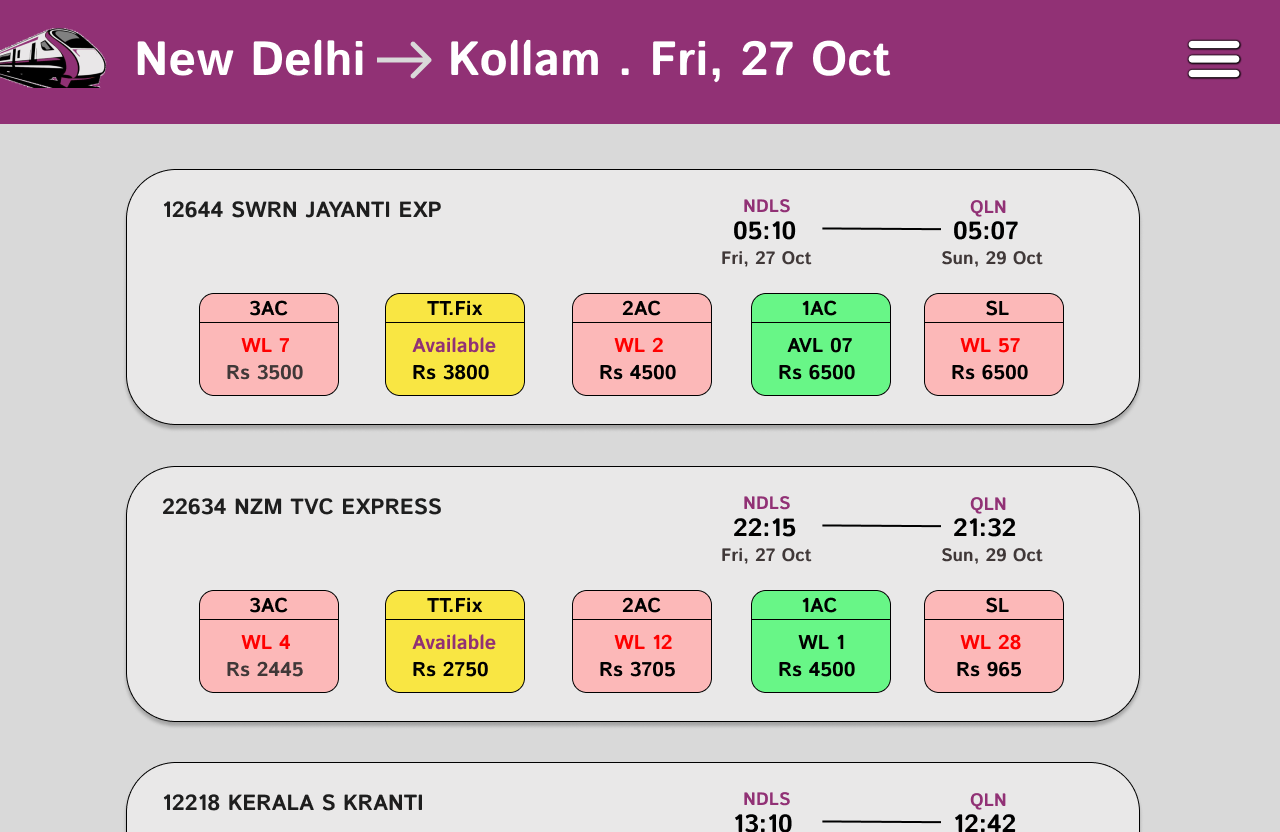 New Delhi → Kollam . Fri, 27 Oct
12644 SWRN JAYANTI EXP
NDLS QLN
05:10 05:07
Fri, 27 Oct Sun, 29 Oct
3AC TT.Fix 2AC 1AC SL
WL 7 Available WL 2 AVL 07 WL 57
Rs 3500 Rs 3800 Rs 4500 Rs 6500 Rs 6500
22634 NZM TVC EXPRESS
NDLS QLN
22:15 21:32
Fri, 27 Oct Sun, 29 Oct
3AC TT.Fix 2AC 1AC SL
WL 4 Available WL 12 WL 1 WL 28
Rs 2445 Rs 2750 Rs 3705 Rs 4500 Rs 965
12218 KERALA S KRANTI
NDLS QLN
13:10 12:42